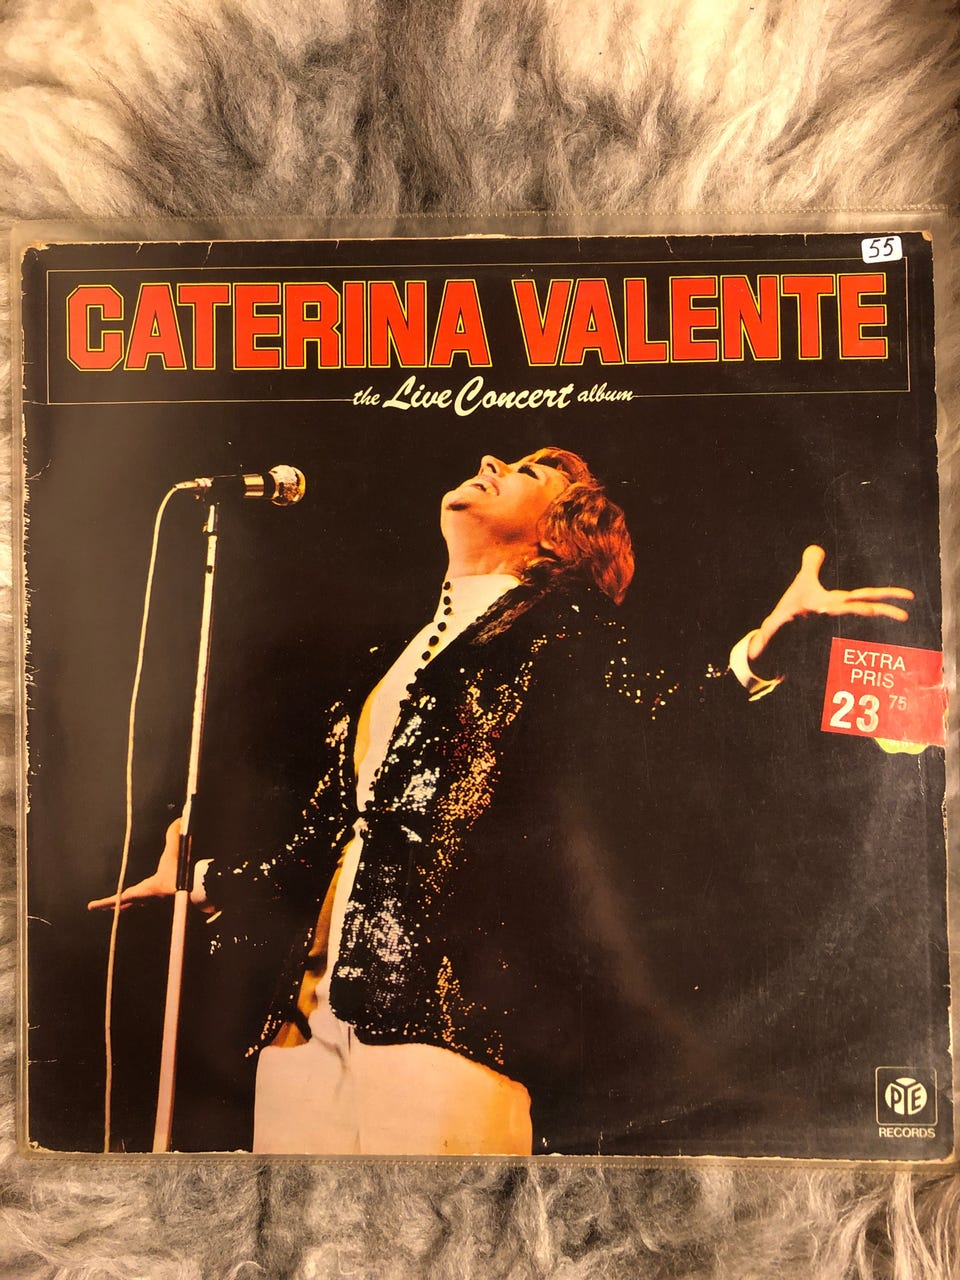 55
CATERINA VALENTE
the Live Concert album
EXTRA
PRIS
23 75
PYE
RECORDS